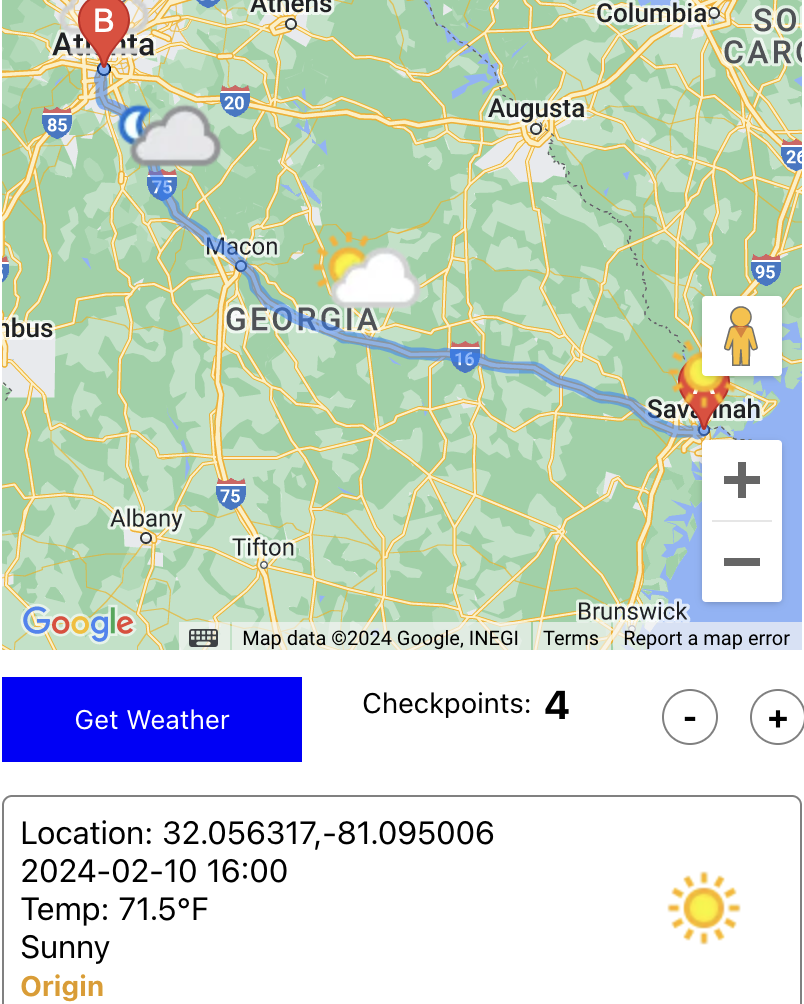 Athens
Columbia
SO
CARO
B
Atlanta
20
85
Augusta
26
75
Macon
95
GEORGIA
nbus
16
Savannah
75
Albany
Tifton
Brunswick
Google
Map data ©2024 Google, INEGI
Terms
Report a map error
Get Weather
Checkpoints: 4
-
+
Location: 32.056317,-81.095006
2024-02-10 16:00
Temp: 71.5°F
Sunny
Origin